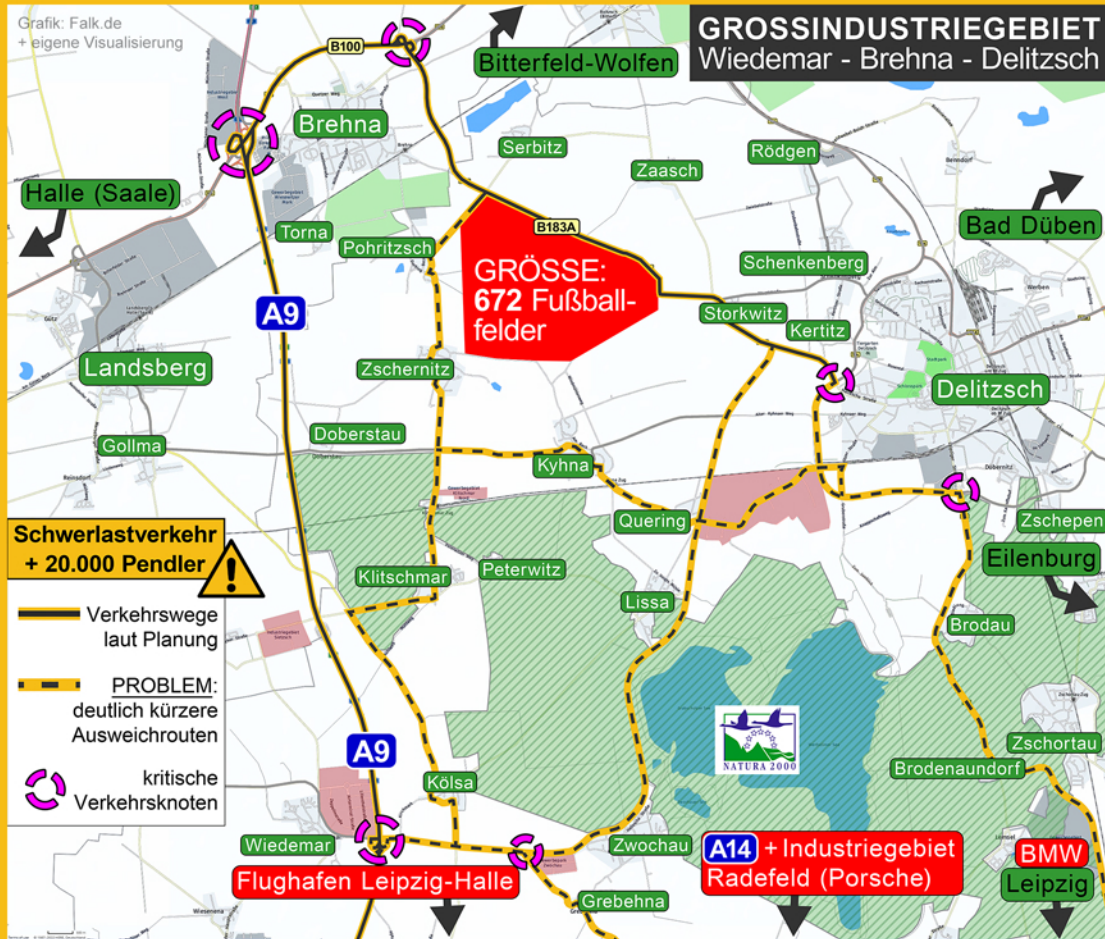 Grafik: Falk.de
+ eigene Visualisierung
GROSSINDUSTRIEGEBIET
Wiedemar - Brehna - Delitzsch
B100
Bitterfeld-Wolfen
Brehna
Serbitz
Zaasch
Rödgen
Halle (Saale)
Bad Düben
Torna
Pohritzsch
B183A
Schenkenberg
GRÖSSE:
672 Fußball-
felder
A9
Storkwitz
Kertitz
Landsberg
Zschernitz
Delitzsch
Gollma
Doberstau
Kyhna
Quering
Zschepen
Schwerlastverkehr
+ 20.000 Pendler
Eilenburg
Klitschmar
Peterwitz
Lissa
Brodau
Verkehrswege
laut Planung
PROBLEM:
deutlich kürzere
Ausweichrouten
kritische
Verkehrsknoten
NATURA 2000
A9
Zschortau
Kölsa
Brodenaundorf
Wiedemar
Zwochau
A14 + Industriegebiet
Radefeld (Porsche)
BMW
Leipzig
Flughafen Leipzig-Halle
Grebehna